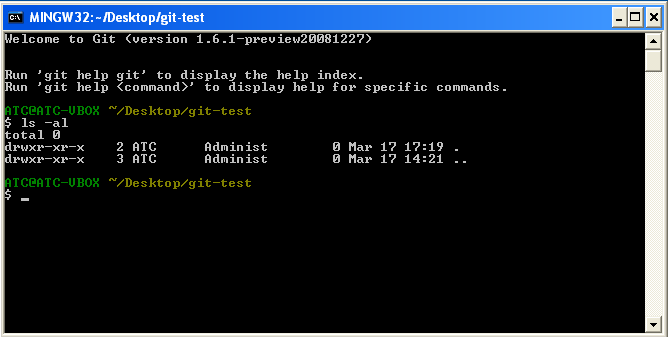 MINGW32:~/Desktop/git-test
Welcome to Git (version 1.6.1-preview20081227)
Run 'git help git' to display the help index.
Run 'git help <command>' to display help for specific commands.
ATC@ATC-VBOX ~/Desktop/git-test
$ ls -al
total 0
drwxr-xr-x    2 ATC      Administ        0 Mar 17 17:19 .
drwxr-xr-x    3 ATC      Administ        0 Mar 17 14:21 ..
ATC@ATC-VBOX ~/Desktop/git-test
$ _